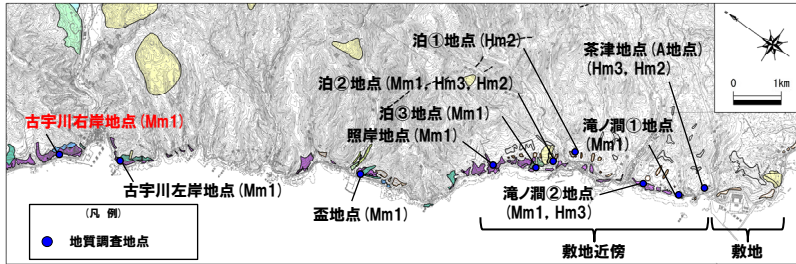 泊①地点(Hm2)
茶津地点(A地点)
(Hm3, Hm2)
泊②地点(Mm1, Hm3, Hm2)
0 1km
泊③地点(Mm1)
古宇川右岸地点(Mm1)
照岸地点(Mm1)
滝ノ澗①地点
(Mm1)
古宇川左岸地点(Mm1)
盃地点(Mm1)
滝ノ澗②地点
(Mm1, Hm3)
(凡 例)
地質調査地点
敷地近傍
敷地